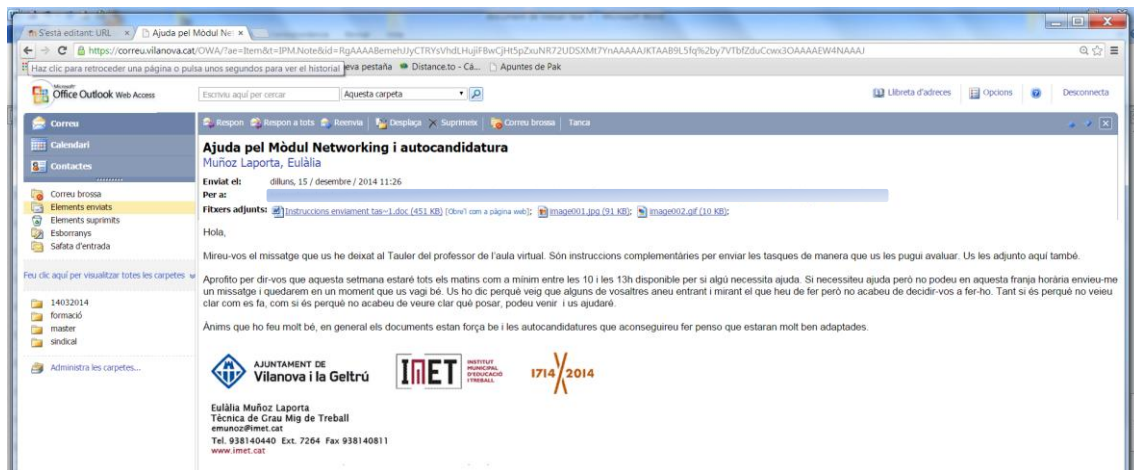 S'està editant: URL
Ajuda pel Mòdul Net
https://correu.vilanova.cat/OWA/?ae=Item&t=IPM.Note&id=
Haz clic para retroceder una página o pulsa unos segundos para ver el historial
eva pestaña Distance.to - Cá... Apuntes de Pak
Microsoft
Office Outlook Web Access
Escriviu aquí per cercar
Aquesta carpeta
Llibreta d'adreces
Opcions
Desconnecta
Correu
Calendari
Contactes
Correu brossa
Elements enviats
Elements suprimits
Esborranys
Safata d'entrada
Feu clic aquí per visualitzar totes les carpetes
14032014
formació
master
sindical
Administra les carpetes...
Respon Respon a tots Reenvia Desplaça Suprimeix Correu brossa Tanca
Ajuda pel Mòdul Networking i autocandidatura
Muñoz Laporta, Eulàlia
Enviat el: dilluns, 15 / desembre / 2014 11:26
Per a:
Fitxers adjunts: Instruccions enviament tas~1.doc (451 KB) [Obre'l com a pàgina web]; image001.jpg (91 KB); image002.gif (10 KB);
Hola,
Mireu-vos el missatge que us he deixat al Tauler del professor de l'aula virtual. Són instruccions complementàries per enviar les tasques de manera que us les pugui avaluar. Us les adjunto aquí també.
Aprofito per dir-vos que aquesta setmana estaré tots els matins com a mínim entre les 10 i les 13h disponible per si algú necessita ajuda. Si necessiteu ajuda però no podeu en aquesta franja horària envieu-me
un missatge i quedarem en un moment que us vagi bé. Us ho dic perquè veig que alguns de vosaltres aneu entrant i mirant el que heu de fer però no acabeu de decidir-vos a fer-ho. Tant si és perquè no veieu
clar com es fa, com si és perquè no acabeu de veure clar què posar, podeu venir i us ajudaré.
Ànims que ho feu molt bé, en general els documents estan força be i les autocandidatures que aconseguireu fer penso que estaran molt ben adaptades.
AJUNTAMENT DE
Vilanova i la Geltrú
IMET
INSTITUT
MUNICIPAL
D'EDUCACIÓ
I TREBALL
1714/2014
Eulàlia Muñoz Laporta
Tècnica de Grau Mig de Treball
emunoz@imet.cat
Tel. 938140440 Ext. 7264 Fax 938140811
www.imet.cat